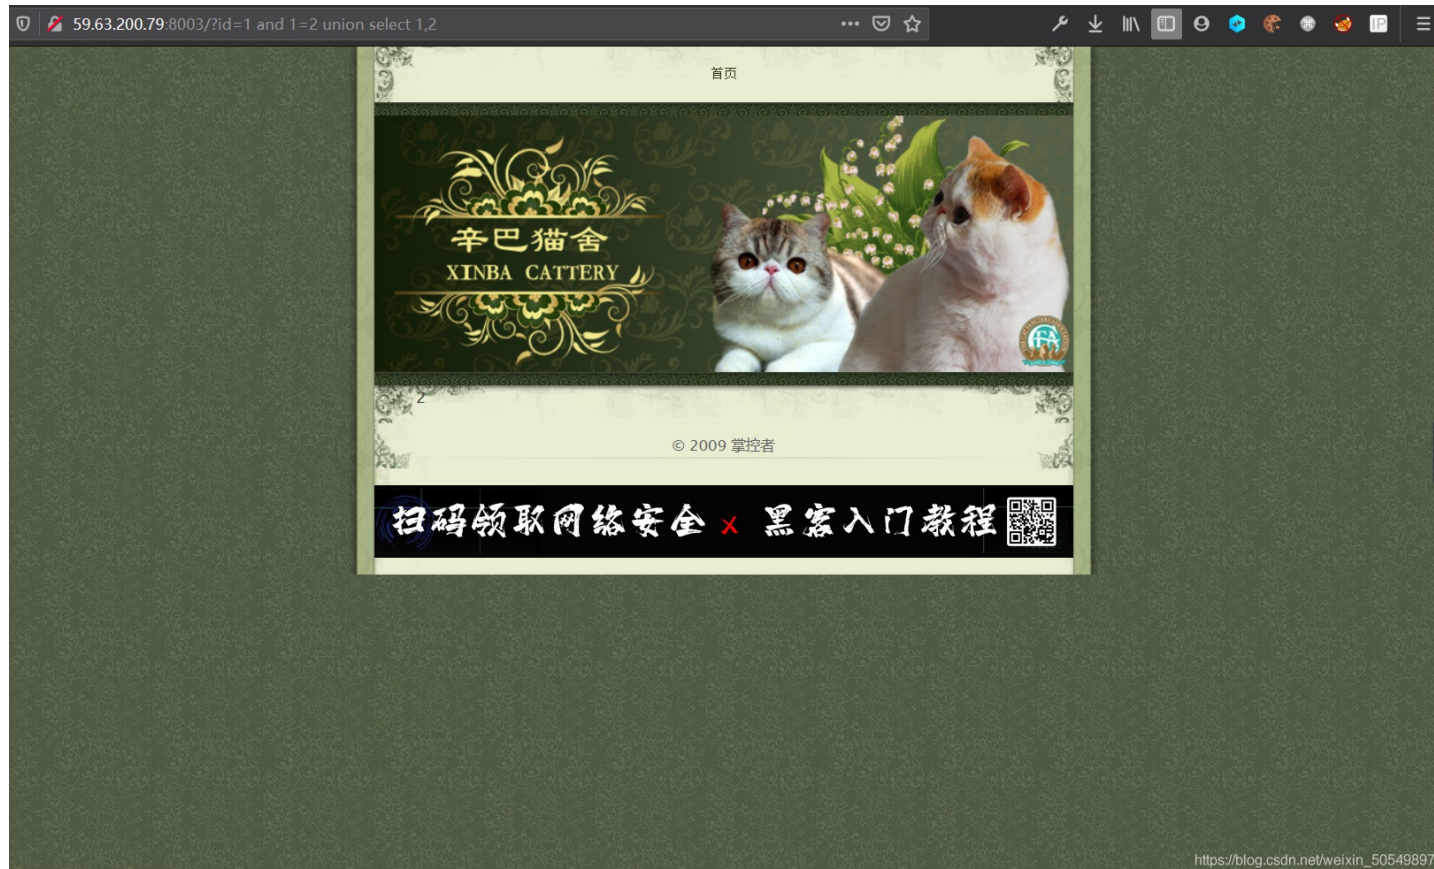 59.63.200.79:8003/?id=1 and 1=2 union select 1,2
IP
首页
辛巴猫舍
XINBA CATTERY
2
© 2009 掌控者
扫码领取网络安全 x 黑客入门教程
https://blog.csdn.net/weixin_50549897